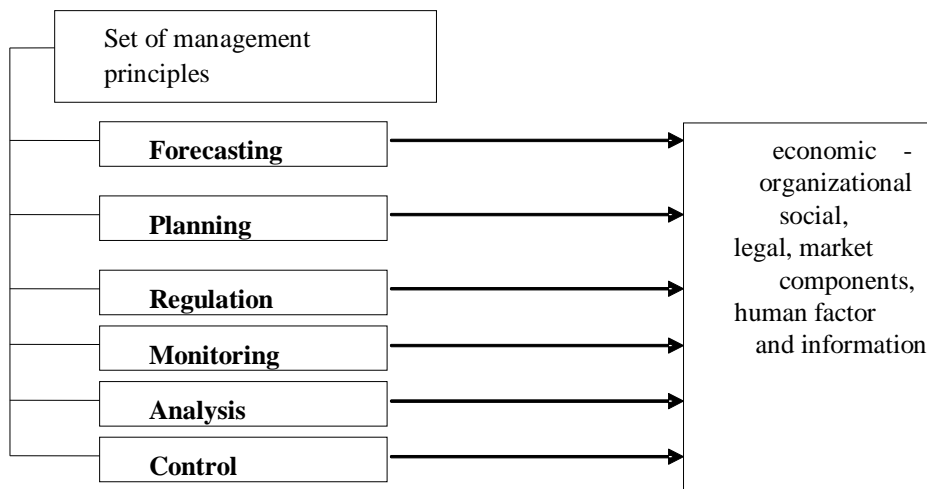 Set of management
principles
Forecasting
Planning
Regulation
Monitoring
Analysis
Control
economic -
organizational
social,
legal, market
components,
human factor
and information